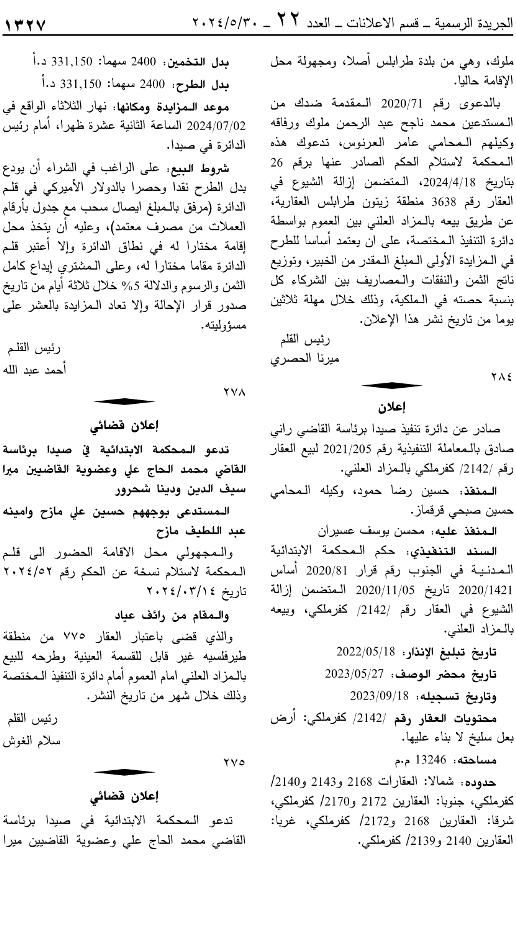 الجريدة الرسمية – قسم الاعلانات – العدد ٢٢ – ٢٠٢٤/٥/٣٠
١٣٢٧
ملوك، وهي من بلدة طرابلس أصلا، ومجهولة محل
الإقامة حاليا.
بالدعوى رقم 2020/71 المقدمة ضدك من
المستدعين محمد ناجح عبد الرحمن ملوك ورفاقه
وكيلهم المحامي عامر العرنوس، تدعوك هذه
المحكمة لاستلام الحكم الصادر عنها برقم 26
بتاريخ 2024/4/18، المتضمن إزالة الشيوع في
العقار رقم 3638 منطقة زيتون طرابلس العقارية،
عن طريق بيعه بالمزاد العلني بين العموم بواسطة
دائرة التنفيذ المختصة، على ان يعتمد أساسا للطرح
في المزايدة الأولى المبلغ المقدر من الخبير، وتوزيع
ناتج الثمن والنفقات والمصاريف بين الشركاء كل
بنسبة حصته في الملكية، وذلك خلال مهلة ثلاثين
يوما من تاريخ نشر هذا الإعلان.
رئيس القلم
ميرنا الحصري
٢٨٤
إعلان
صادر عن دائرة تنفيذ صيدا برئاسة القاضي راني
صادق بالمعاملة التنفيذية رقم 2021/205 لبيع العقار
رقم /2142/ كفرملكي بالمزاد العلني.
المنفذ: حسين رضا حمود، وكيله المحامي
حسين صبحي قرقماز.
المنفذ عليه: محسن يوسف عسيران
السند التنفيذي: حكم المحكمة الابتدائية
المدنية في الجنوب رقم قرار 2020/81 أساس
2020/1421 تاريخ 2020/11/05 المتضمن إزالة
الشيوع في العقار رقم /2142/ كفرملكي، وبيعه
بالمزاد العلني.
تاريخ تبليغ الإنذار: 2022/05/18
تاريخ محضر الوصف: 2023/05/27
وتاريخ تسجيله: 2023/09/18
محتويات العقار رقم /2142/ كفرملكي: أرض
بعل سليخ لا بناء عليها.
مساحته: 13246 م.م
حدوده: شمالا: العقارات 2168 و2143 و2140/
كفرملكي، جنوبا: العقارين 2172 و2170/ كفرملكي،
شرقا: العقارين 2168 و2172/ كفرملكي، غربا:
العقارين 2140 و2139/ كفرملكي.
بدل التخمين: 2400 سهما: 331,150 د.أ
بدل الطرح: 2400 سهما: 331,150 د.أ
موعد المزايدة ومكانها: نهار الثلاثاء الواقع في
2024/07/02 الساعة الثانية عشرة ظهرا، أمام رئيس
الدائرة في صيدا.
شروط البيع: على الراغب في الشراء أن يودع
بدل الطرح نقدا وحصرا بالدولار الأميركي في قلم
الدائرة (مرفق بالمبلغ ايصال سحب مع جدول بأرقام
العملات من مصرف معتمد)، وعليه أن يتخذ محل
إقامة مختارا له في نطاق الدائرة وإلا أعتبر قلم
الدائرة مقاما مختارا له، وعلى المشتري إيداع كامل
الثمن والرسوم والدلالة 5% خلال ثلاثة أيام من تاريخ
صدور قرار الإحالة وإلا تعاد المزايدة بالعشر على
مسؤوليته.
رئيس القلم
أحمد عبد الله
٢٧٨
إعلان قضائي
تدعو المحكمة الابتدائية في صيدا برئاسة
القاضي محمد الحاج علي وعضوية القاضيين ميرا
سيف الدين ودينا شحرور
المستدعى بوجههم حسين علي مازح وامينه
عبد اللطيف مازح
والمجهولي محل الاقامة الحضور الى قلم
المحكمة لاستلام نسخة عن الحكم رقم ٢٠٢٤/٥٢
تاريخ ٢٠٢٤/٠٣/١٤
والمقام من رائف عياد
والذي قضى باعتبار العقار ٧٧٥ من منطقة
طيرفلسيه غير قابل للقسمة العينية وطرحه للبيع
بالمزاد العلني امام العموم أمام دائرة التنفيذ المختصة
وذلك خلال شهر من تاريخ النشر.
رئيس القلم
سلام الغوش
٢٧٥
إعلان قضائي
تدعو المحكمة الابتدائية في صيدا برئاسة
القاضي محمد الحاج علي وعضوية القاضيين ميرا